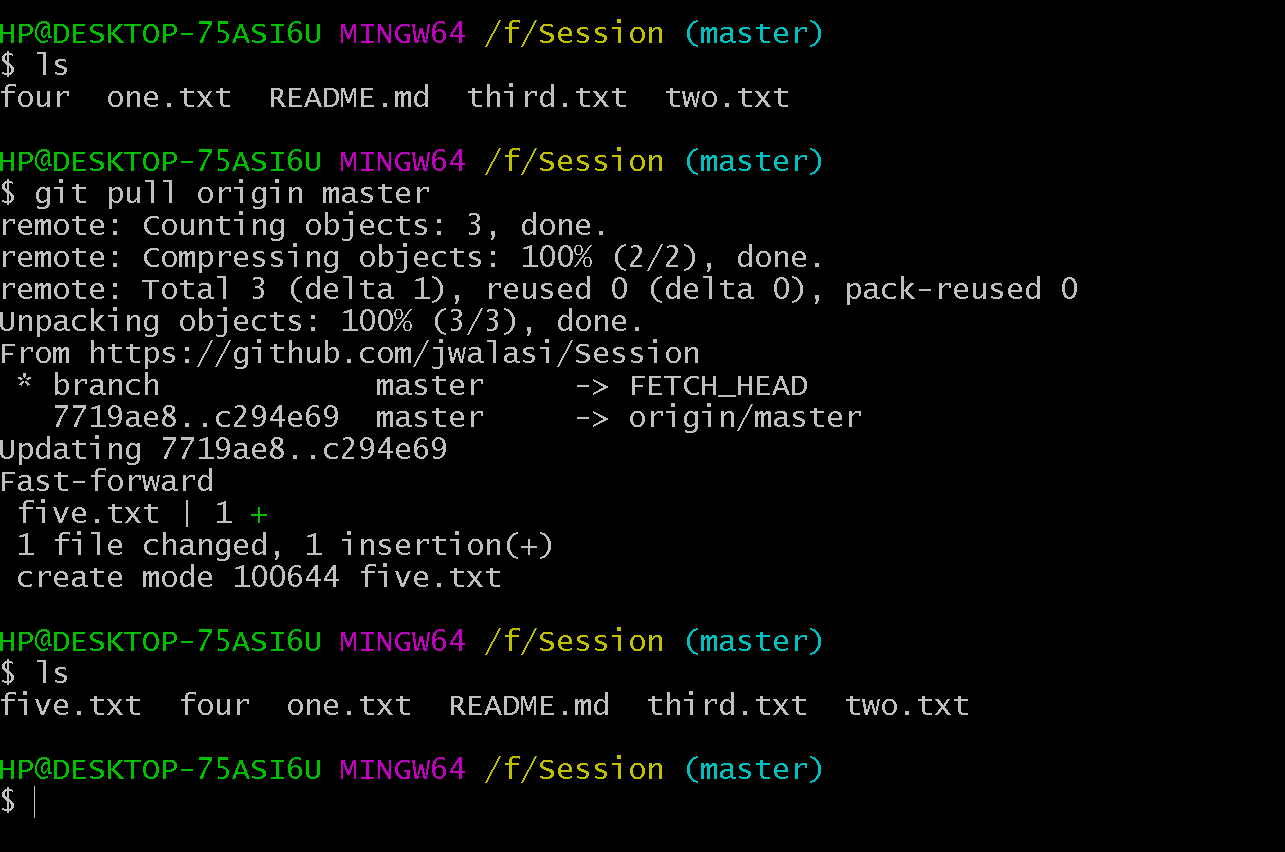 HP@DESKTOP-75ASI6U MINGW64 /f/Session (master)
$ ls
four  one.txt  README.md  third.txt  two.txt
HP@DESKTOP-75ASI6U MINGW64 /f/Session (master)
$ git pull origin master
remote: Counting objects: 3, done.
remote: Compressing objects: 100% (2/2), done.
remote: Total 3 (delta 1), reused 0 (delta 0), pack-reused 0
Unpacking objects: 100% (3/3), done.
From https://github.com/jwalasi/Session
 * branch            master     -> FETCH_HEAD
   7719ae8..c294e69  master     -> origin/master
Updating 7719ae8..c294e69
Fast-forward
 five.txt | 1 +
 1 file changed, 1 insertion(+)
 create mode 100644 five.txt
HP@DESKTOP-75ASI6U MINGW64 /f/Session (master)
$ ls
five.txt  four  one.txt  README.md  third.txt  two.txt
HP@DESKTOP-75ASI6U MINGW64 /f/Session (master)
$